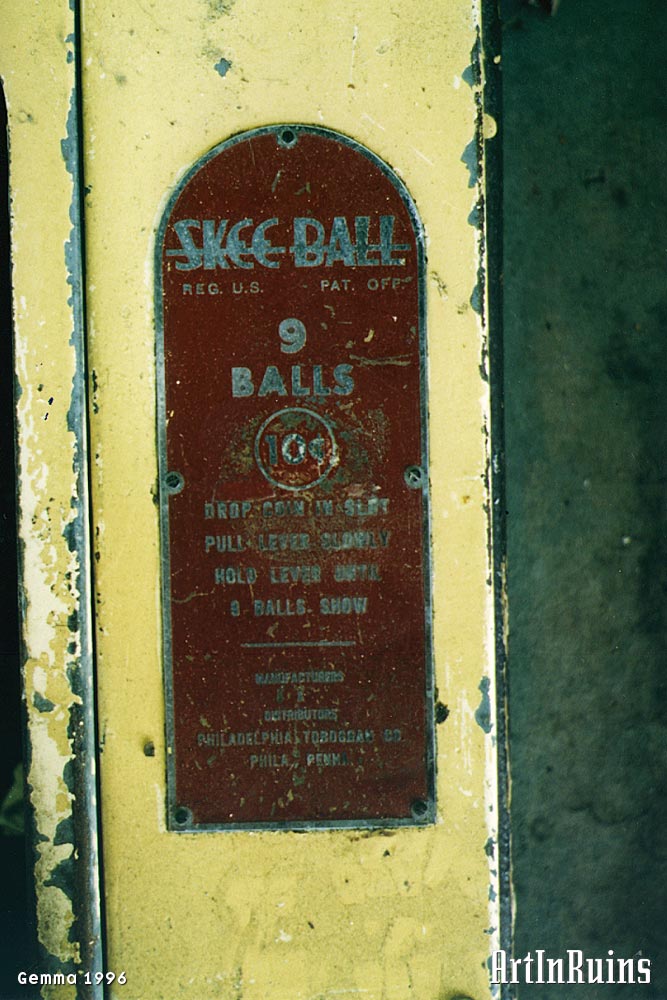 SKEE-BALL
REG. U.S. PAT. OFF.
9
BALLS
10¢
DROP COIN IN SLOT
PULL LEVER SLOWLY
HOLD LEVER UNTIL
9 BALLS SHOW
MANUFACTURERS
DISTRIBUTORS
PHILADELPHIA TOBOGGAN CO.
PHILA. PENNA.
Gemma 1996
ArtInRuins